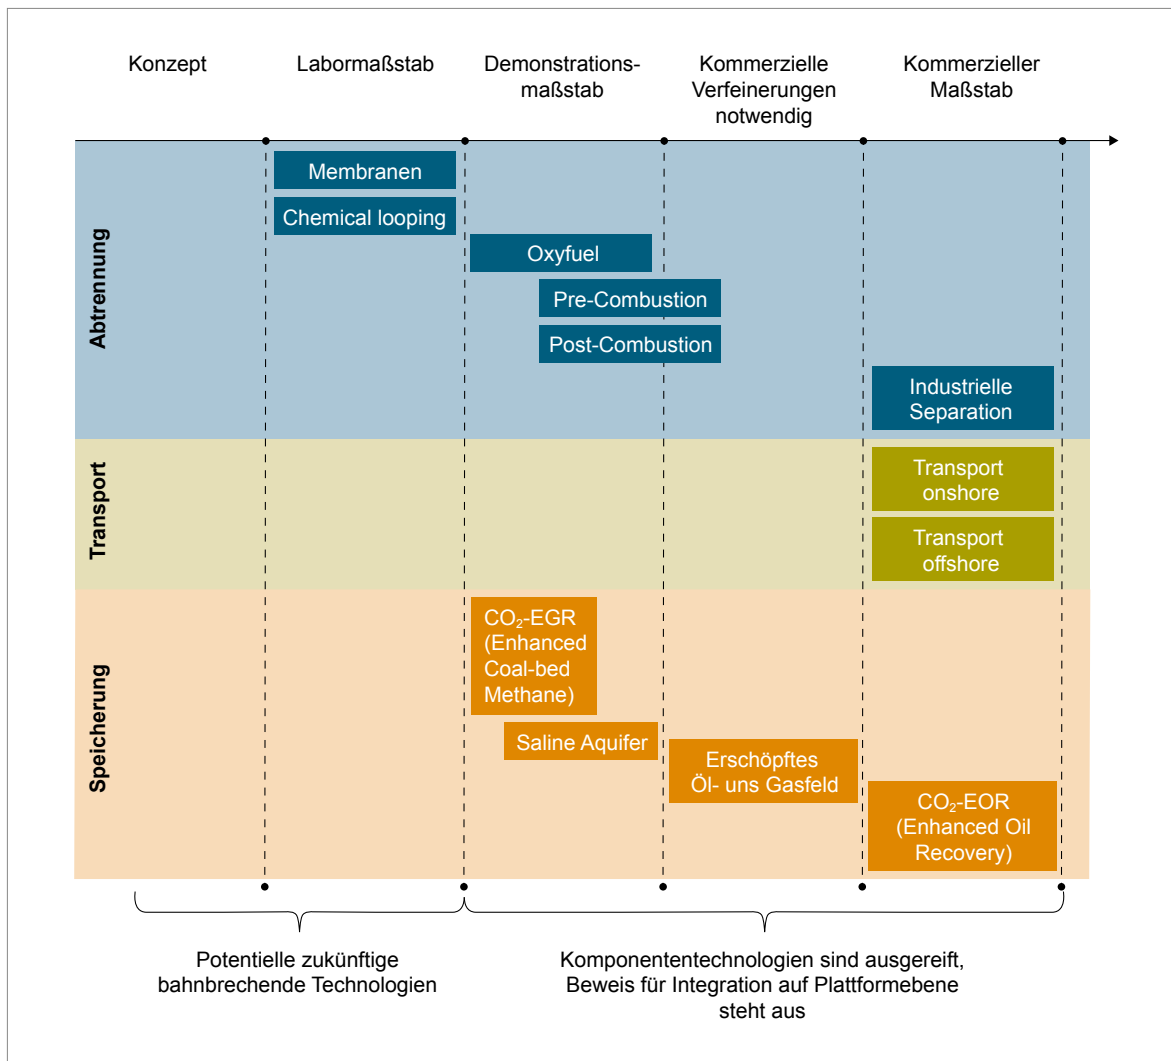 Konzept
Labormaßstab
Demonstrations-
maßstab
Kommerzielle
Verfeinerungen
notwendig
Kommerzieller
Maßstab
Abtrennung
Membranen
Chemical looping
Oxyfuel
Pre-Combustion
Post-Combustion
Industrielle
Separation
Transport
Transport
onshore
Transport
offshore
Speicherung
CO₂-EGR
(Enhanced
Coal-bed
Methane)
Saline Aquifer
Erschöpftes
Öl- uns Gasfeld
CO₂-EOR
(Enhanced Oil
Recovery)
Potentielle zukünftige
bahnbrechende Technologien
Komponententechnologien sind ausgereift,
Beweis für Integration auf Plattformebene
steht aus